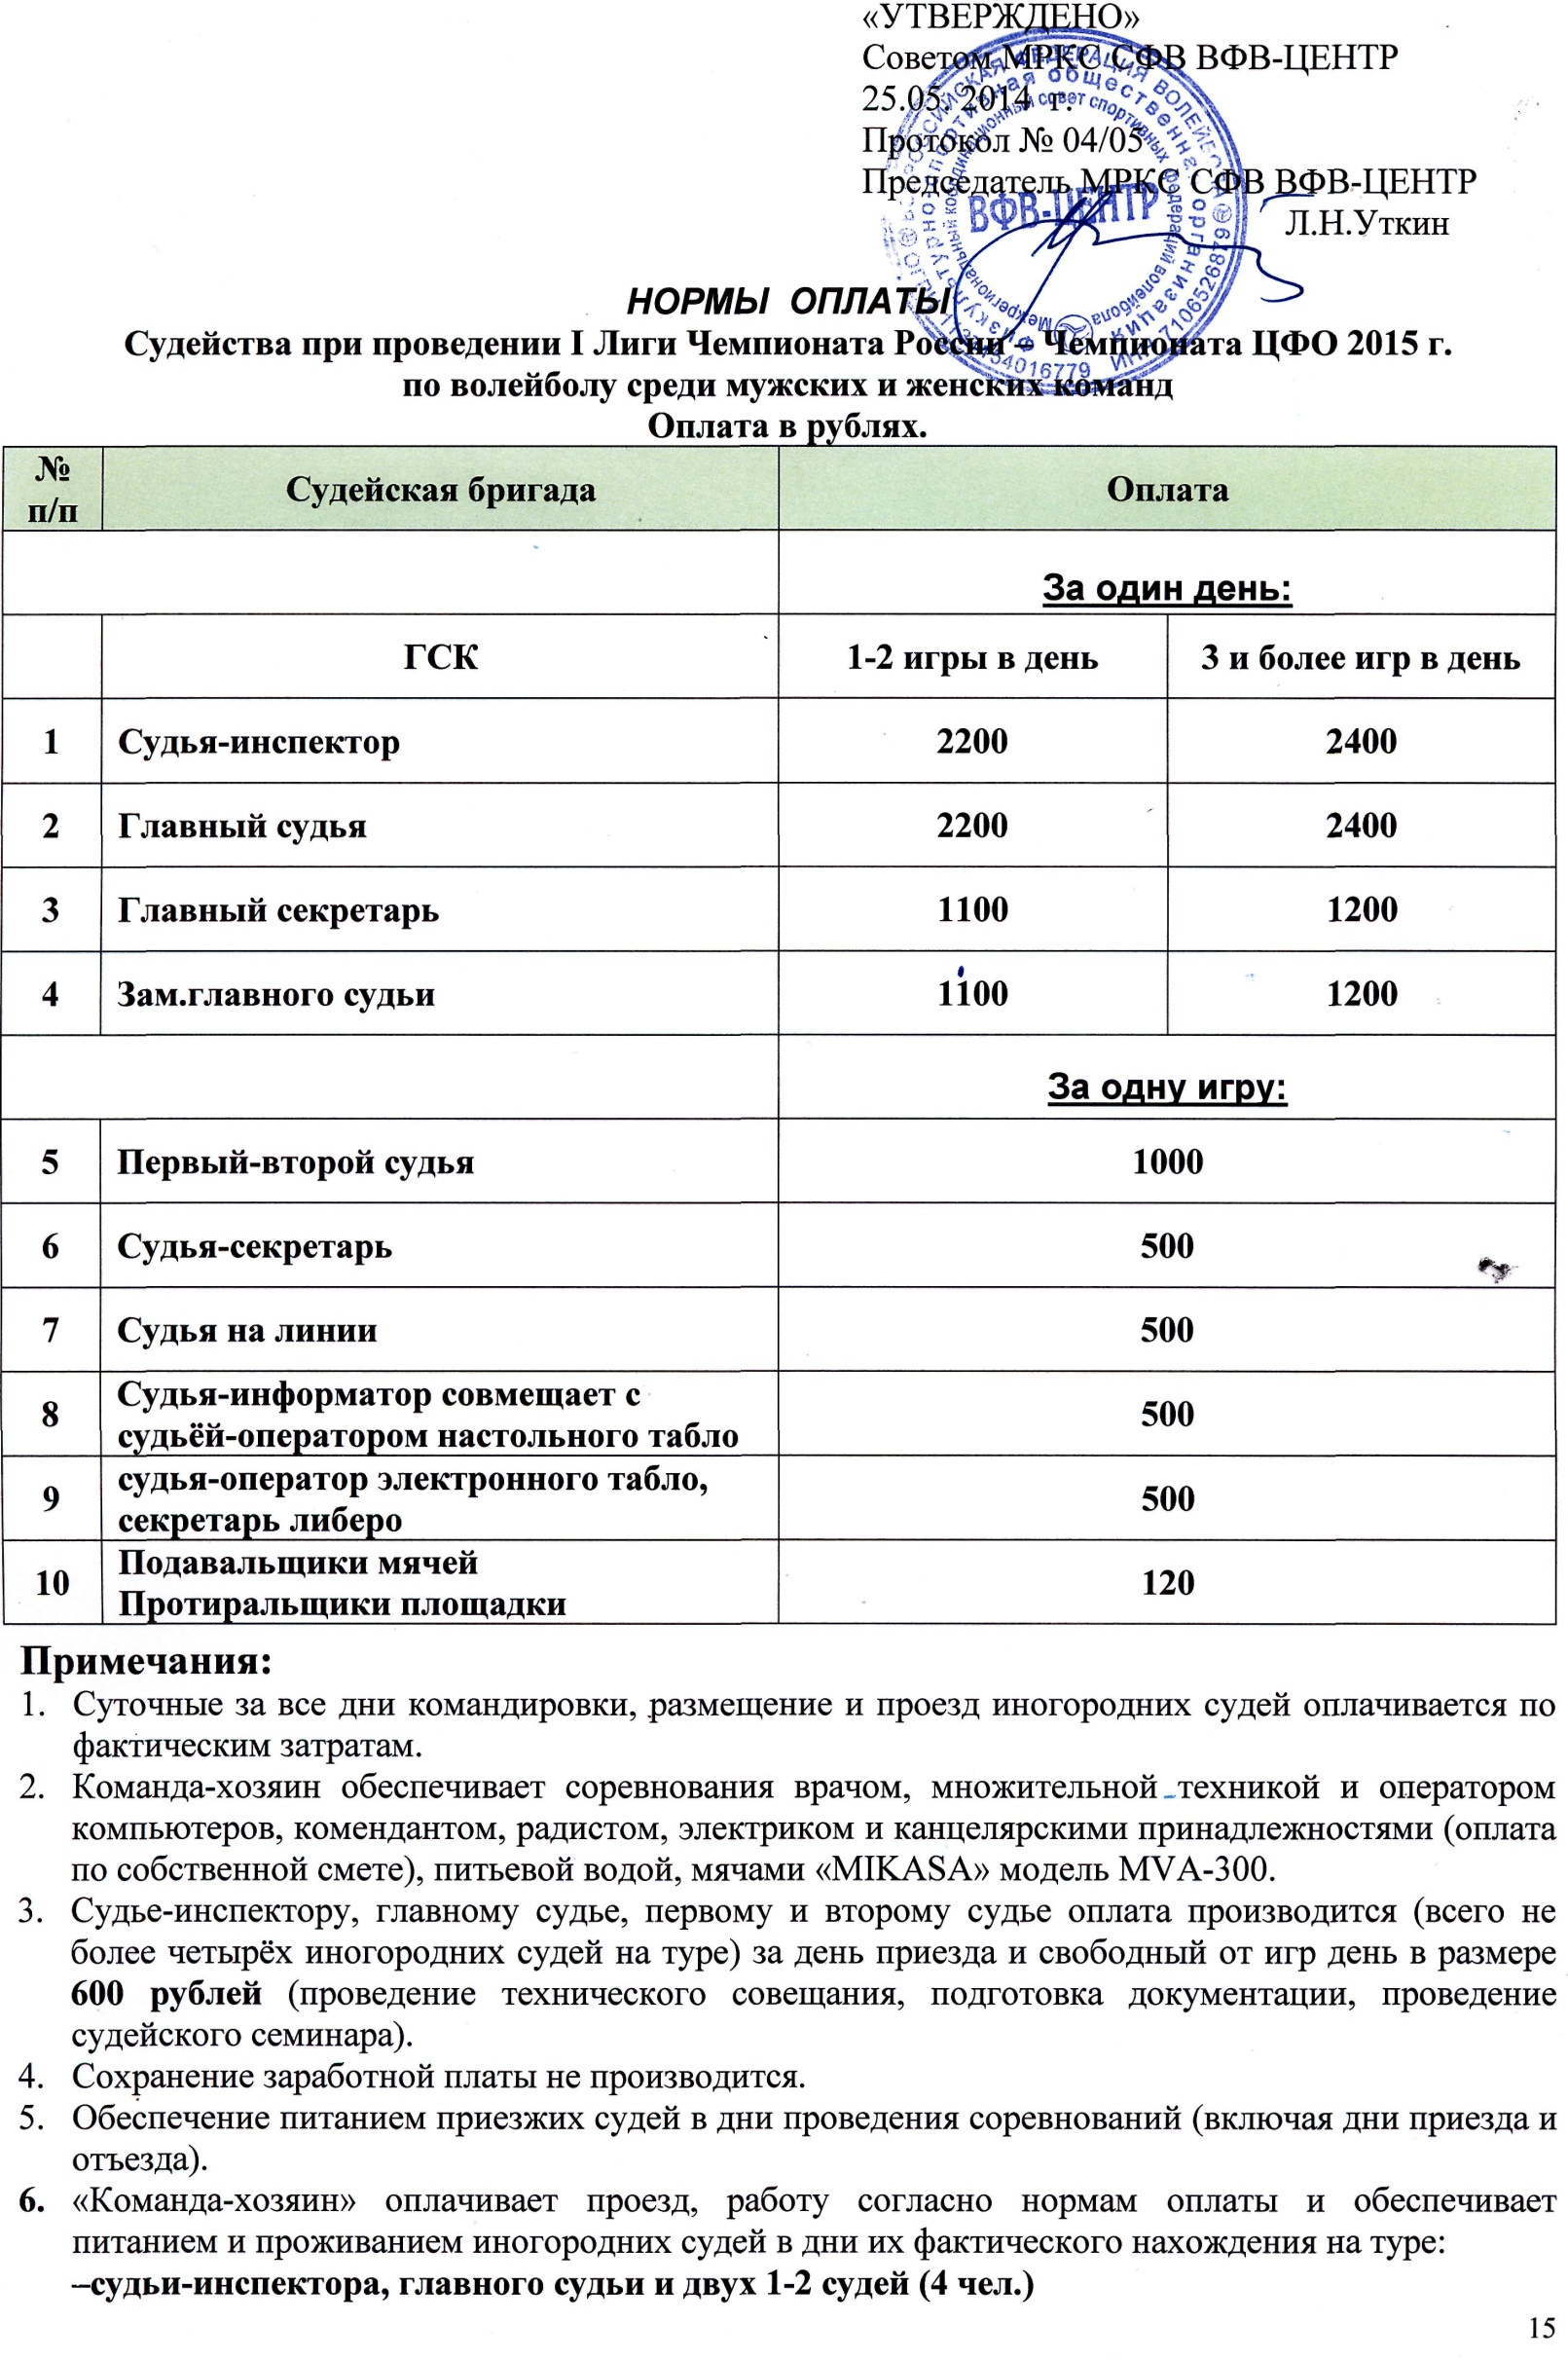 «УТВЕРЖДЕНО»
Советом МРКС СФВ ВФВ-ЦЕНТР
25.05. 2014 г.
Протокол № 04/05
Председатель МРКС СФВ ВФВ-ЦЕНТР
Л.Н.Уткин
ВФВ-ЦЕНТР
НОРМЫ ОПЛАТЫ
Судейства при проведении I Лиги Чемпионата России – Чемпионата ЦФО 2015 г.
по волейболу среди мужских и женских команд
Оплата в рублях.
№ п/п Судейская бригада Оплата
За один день:
ГСК 1-2 игры в день 3 и более игр в день
1 Судья-инспектор 2200 2400
2 Главный судья 2200 2400
3 Главный секретарь 1100 1200
4 Зам.главного судьи 1100 1200
За одну игру:
5 Первый-второй судья 1000
6 Судья-секретарь 500
7 Судья на линии 500
8 Судья-информатор совмещает с
судьёй-оператором настольного табло 500
9 судья-оператор электронного табло,
секретарь либеро 500
10 Подавальщики мячей
Протиральщики площадки 120
Примечания:
1. Суточные за все дни командировки, размещение и проезд иногородних судей оплачивается по
фактическим затратам.
2. Команда-хозяин обеспечивает соревнования врачом, множительной техникой и оператором
компьютеров, комендантом, радистом, электриком и канцелярскими принадлежностями (оплата
по собственной смете), питьевой водой, мячами «MIKASA» модель MVA-300.
3. Судье-инспектору, главному судье, первому и второму судье оплата производится (всего не
более четырёх иногородних судей на туре) за день приезда и свободный от игр день в размере
600 рублей (проведение технического совещания, подготовка документации, проведение
судейского семинара).
4. Сохранение заработной платы не производится.
5. Обеспечение питанием приезжих судей в дни проведения соревнований (включая дни приезда и
отъезда).
6. «Команда-хозяин» оплачивает проезд, работу согласно нормам оплаты и обеспечивает
питанием и проживанием иногородних судей в дни их фактического нахождения на туре:
–судьи-инспектора, главного судьи и двух 1-2 судей (4 чел.)
15